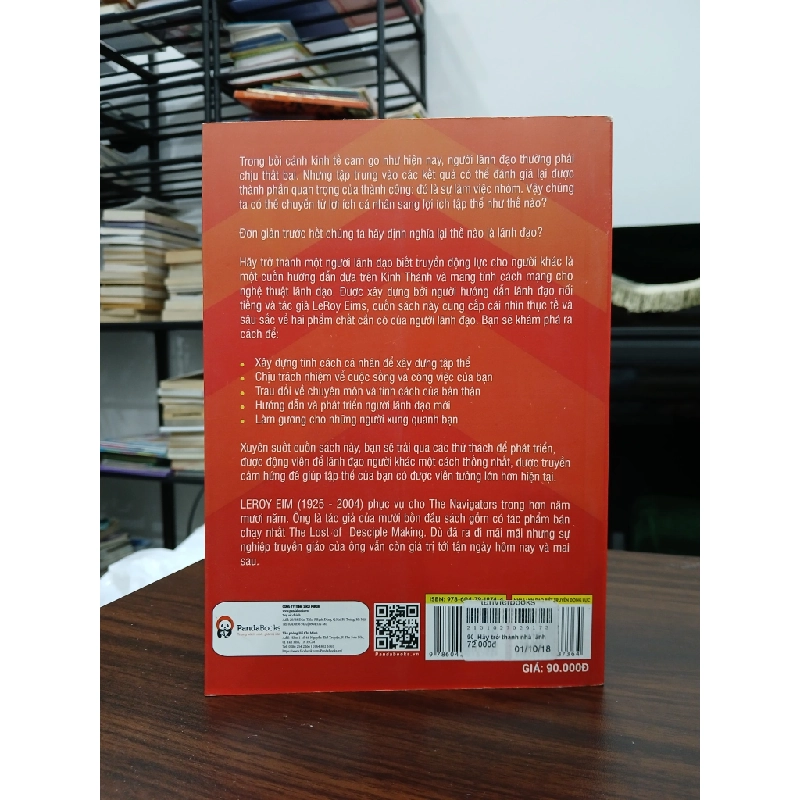 Trong bối cảnh kinh tế cam go như hiện nay, người lãnh đạo thường phải
chịu thất bại. Nhưng tập trung vào các kết quả có thể đánh giá lại được
thành phần quan trọng của thành công: đó là sự làm việc nhóm. Vậy chúng
ta có thể chuyển từ lợi ích cá nhân sang lợi ích tập thể như thế nào?
Đơn giản trước hết chúng ta hãy định nghĩa lại thế nào là lãnh đạo?
Hãy trở thành một người lãnh đạo biết truyền động lực cho người khác là
một cuốn hướng dẫn dựa trên Kinh Thánh và mang tính cách mạng cho
nghệ thuật lãnh đạo. Được xây dựng bởi người hướng dẫn lãnh đạo nổi
tiếng và tác giả LeRoy Eims, cuốn sách này cung cấp cái nhìn thực tế và
sâu sắc về hai phẩm chất cần có của người lãnh đạo. Bạn sẽ khám phá ra
cách để:
Xây dựng tính cách cá nhân để xây dựng tập thể
Chịu trách nhiệm về cuộc sống và công việc của bạn
Trau dồi về chuyên môn và tính cách của bản thân
Hướng dẫn và phát triển người lãnh đạo mới
Làm gương cho những người xung quanh bạn
Xuyên suốt cuốn sách này, bạn sẽ trải qua các thử thách để phát triển,
được động viên để lãnh đạo người khác một cách thống nhất, được truyền
cảm hứng để giúp tập thể của bạn có được viễn tưởng lớn hơn hiện tại.
LEROY EIM (1925 - 2004) phục vụ cho The Navigators trong hơn năm
mươi năm. Ông là tác giả của mười bốn đầu sách gồm có tác phẩm bán
chạy nhất The Lost of Desciple Making. Dù đã ra đi mãi mãi nhưng sự
nghiệp truyền giáo của ông vẫn còn giá trị tới tận ngày hôm nay và mai
sau.
PandaBooks
Pandabooks.vn
72.000đ
01/10/18
GIÁ: 90.000Đ